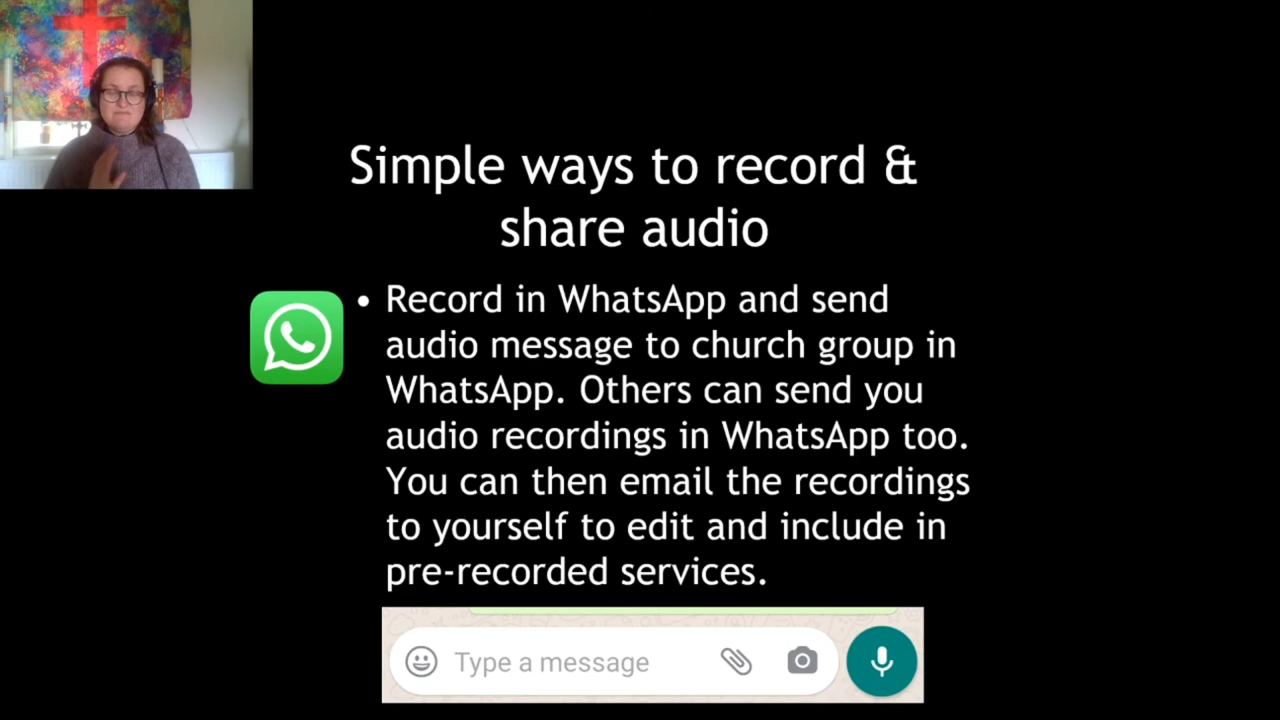 Simple ways to record &
share audio
• Record in WhatsApp and send
audio message to church group in
WhatsApp. Others can send you
audio recordings in WhatsApp too.
You can then email the recordings
to yourself to edit and include in
pre-recorded services.
Type a message